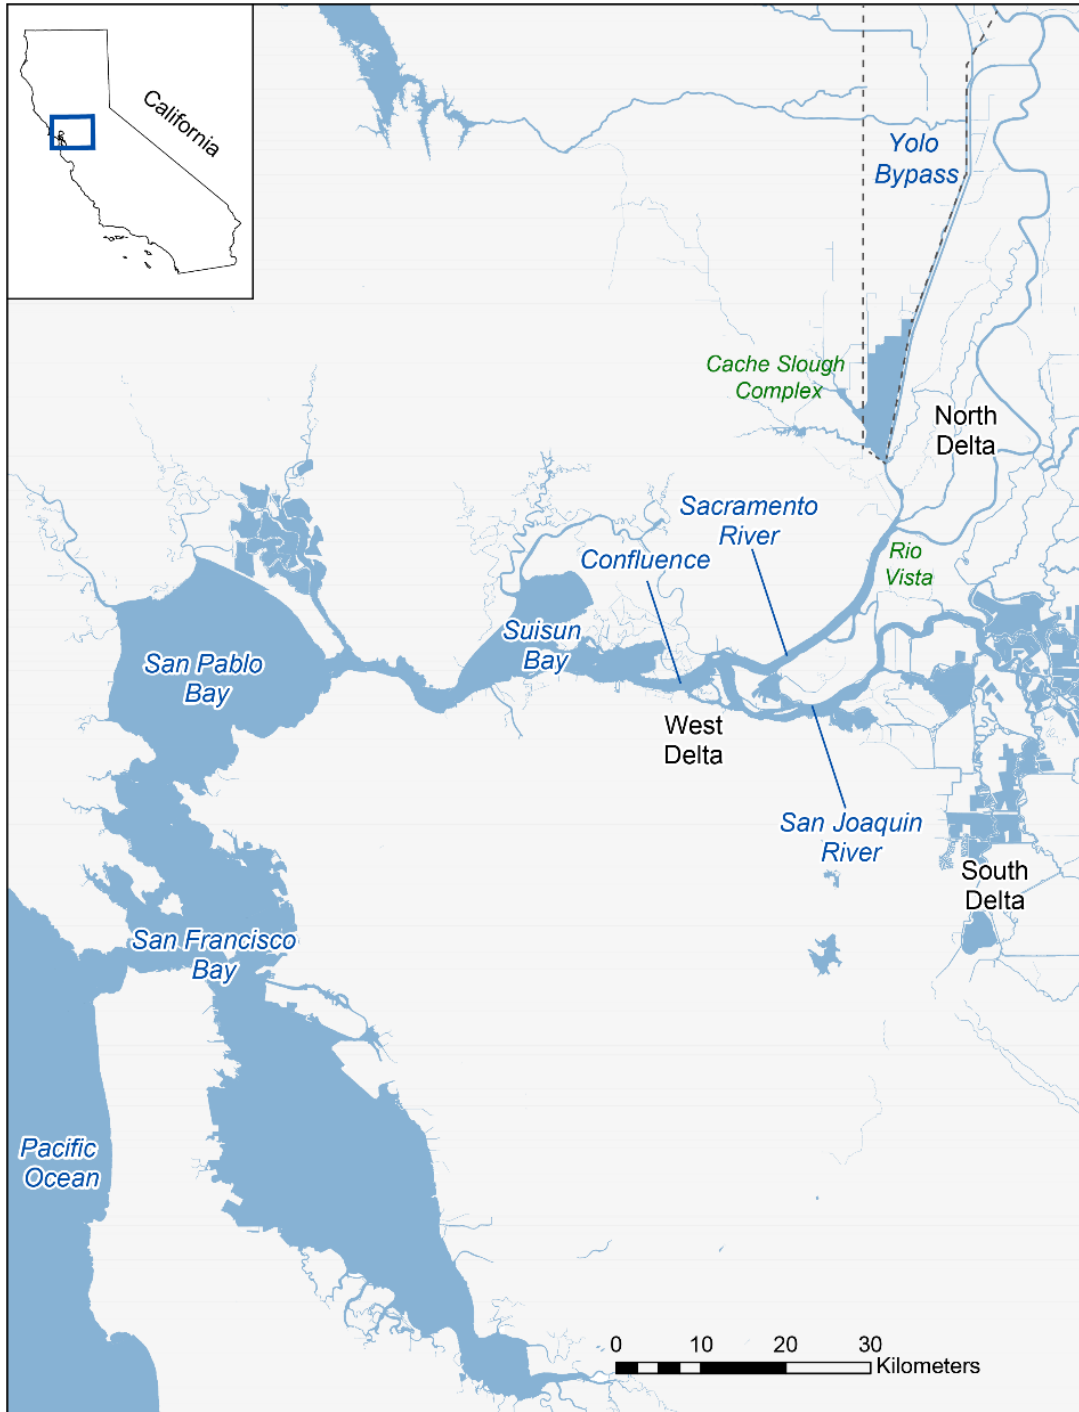 California
Yolo
Bypass
Cache Slough
Complex
North
Delta
Sacramento
River
Confluence
Rio
Vista
Suisun
Bay
San Pablo
Bay
West
Delta
San Joaquin
River
South
Delta
San Francisco
Bay
Pacific
Ocean
0 10 20 30
Kilometers